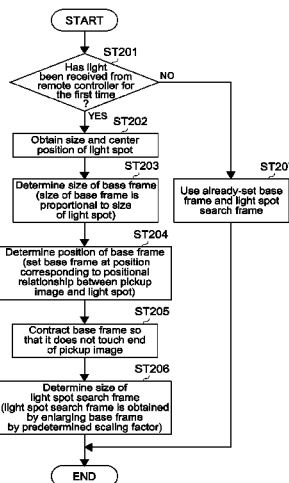 START
ST201
Has light
been received from
remote controller for
the first time
?
NO
YES
ST202
Obtain size and center
position of light spot
ST203
Determine size of base frame
(size of base frame is
proportional to size
of light spot)
ST207
Use already-set base
frame and light spot
search frame
ST204
Determine position of base frame
(set base frame at position
corresponding to positional
relationship between pickup
image and light spot)
ST205
Contract base frame so
that it does not touch end
of pickup image
ST206
Determine size of
light spot search frame
(light spot search frame is obtained
by enlarging base frame
by predetermined scaling factor)
END